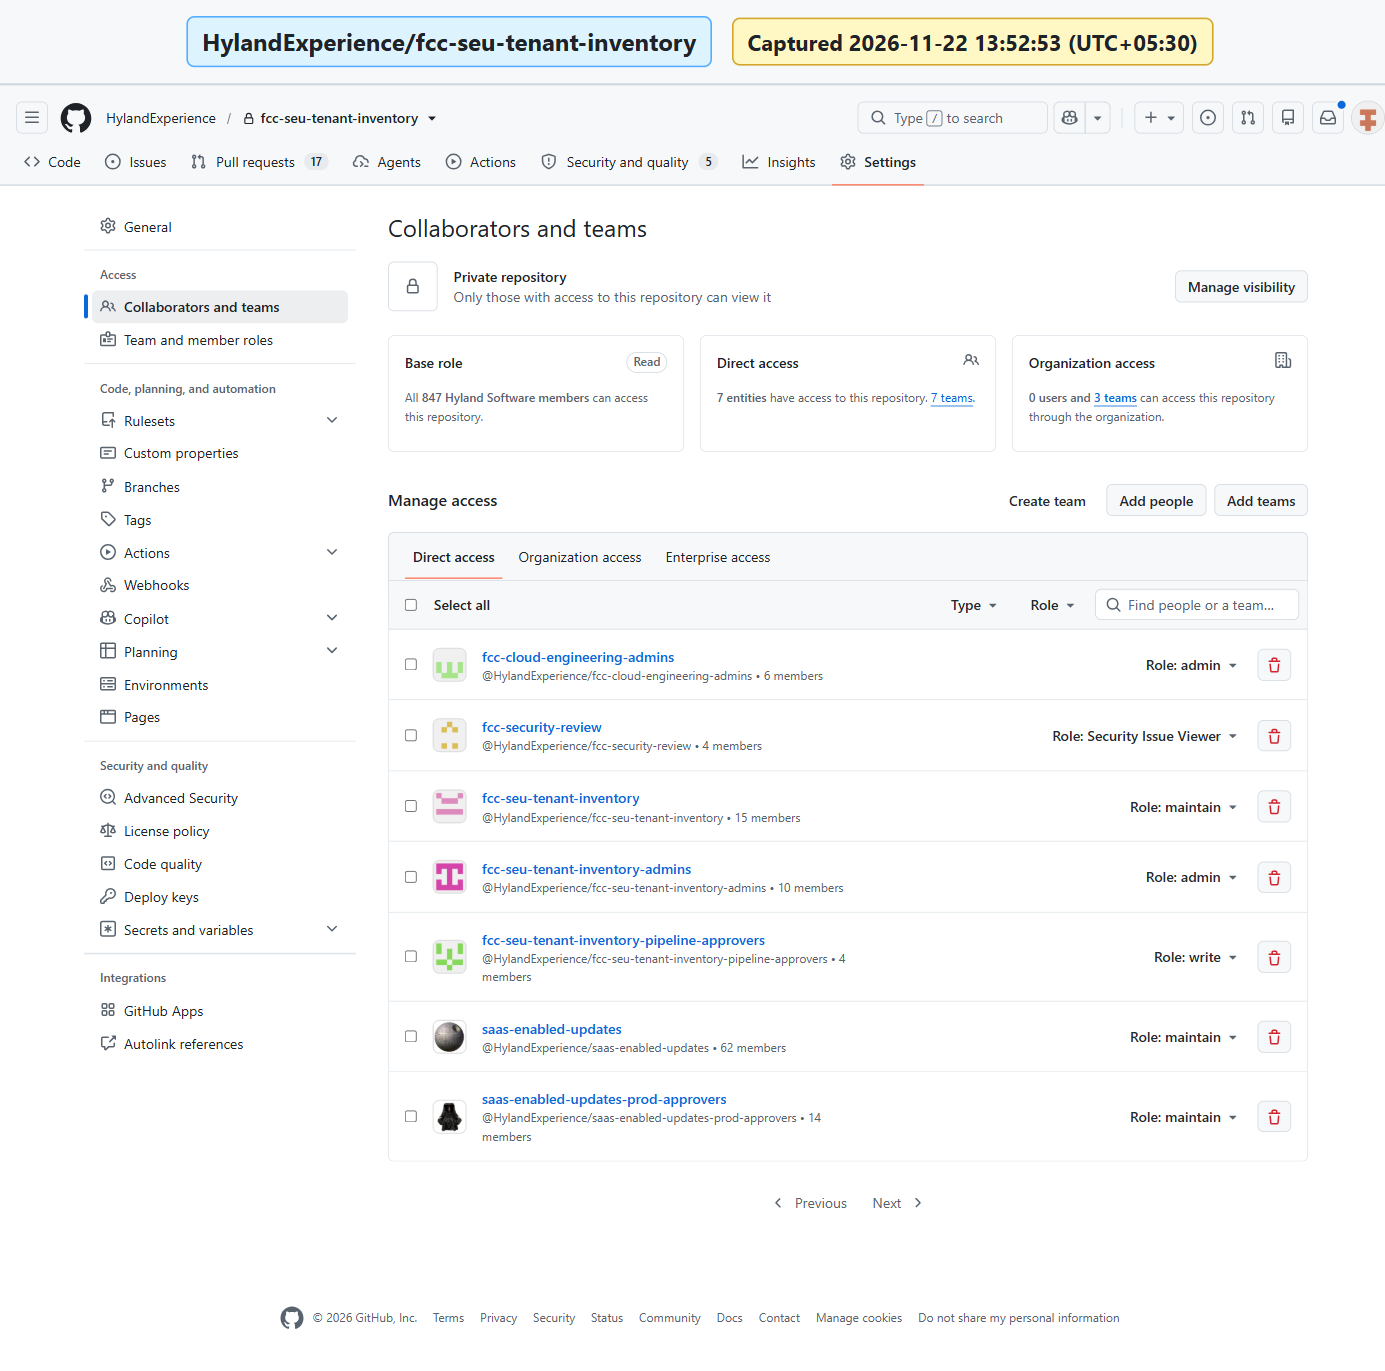 HylandExperience/fcc-seu-tenant-inventory
Captured 2026-11-22 13:52:53 (UTC+05:30)
HylandExperience / fcc-seu-tenant-inventory
Type / to search
Code
Issues
Pull requests 17
Agents
Actions
Security and quality 5
Insights
Settings
General
Access
Collaborators and teams
Team and member roles
Code, planning, and automation
Rulesets
Custom properties
Branches
Tags
Actions
Webhooks
Copilot
Planning
Environments
Pages
Security and quality
Advanced Security
License policy
Code quality
Deploy keys
Secrets and variables
Integrations
GitHub Apps
Autolink references
Collaborators and teams
Private repository
Only those with access to this repository can view it
Manage visibility
Base role
Read
All 847 Hyland Software members can access
this repository.
Direct access
7 entities have access to this repository. 7 teams.
Organization access
0 users and 3 teams can access this repository
through the organization.
Manage access
Create team
Add people
Add teams
Direct access
Organization access
Enterprise access
Select all
Type
Role
Find people or a team...
fcc-cloud-engineering-admins
@HylandExperience/fcc-cloud-engineering-admins • 6 members
Role: admin
fcc-security-review
@HylandExperience/fcc-security-review • 4 members
Role: Security Issue Viewer
fcc-seu-tenant-inventory
@HylandExperience/fcc-seu-tenant-inventory • 15 members
Role: maintain
fcc-seu-tenant-inventory-admins
@HylandExperience/fcc-seu-tenant-inventory-admins • 10 members
Role: admin
fcc-seu-tenant-inventory-pipeline-approvers
@HylandExperience/fcc-seu-tenant-inventory-pipeline-approvers • 4
members
Role: write
saas-enabled-updates
@HylandExperience/saas-enabled-updates • 62 members
Role: maintain
saas-enabled-updates-prod-approvers
@HylandExperience/saas-enabled-updates-prod-approvers • 14
members
Role: maintain
Previous
Next
© 2026 GitHub, Inc.
Terms
Privacy
Security
Status
Community
Docs
Contact
Manage cookies
Do not share my personal information